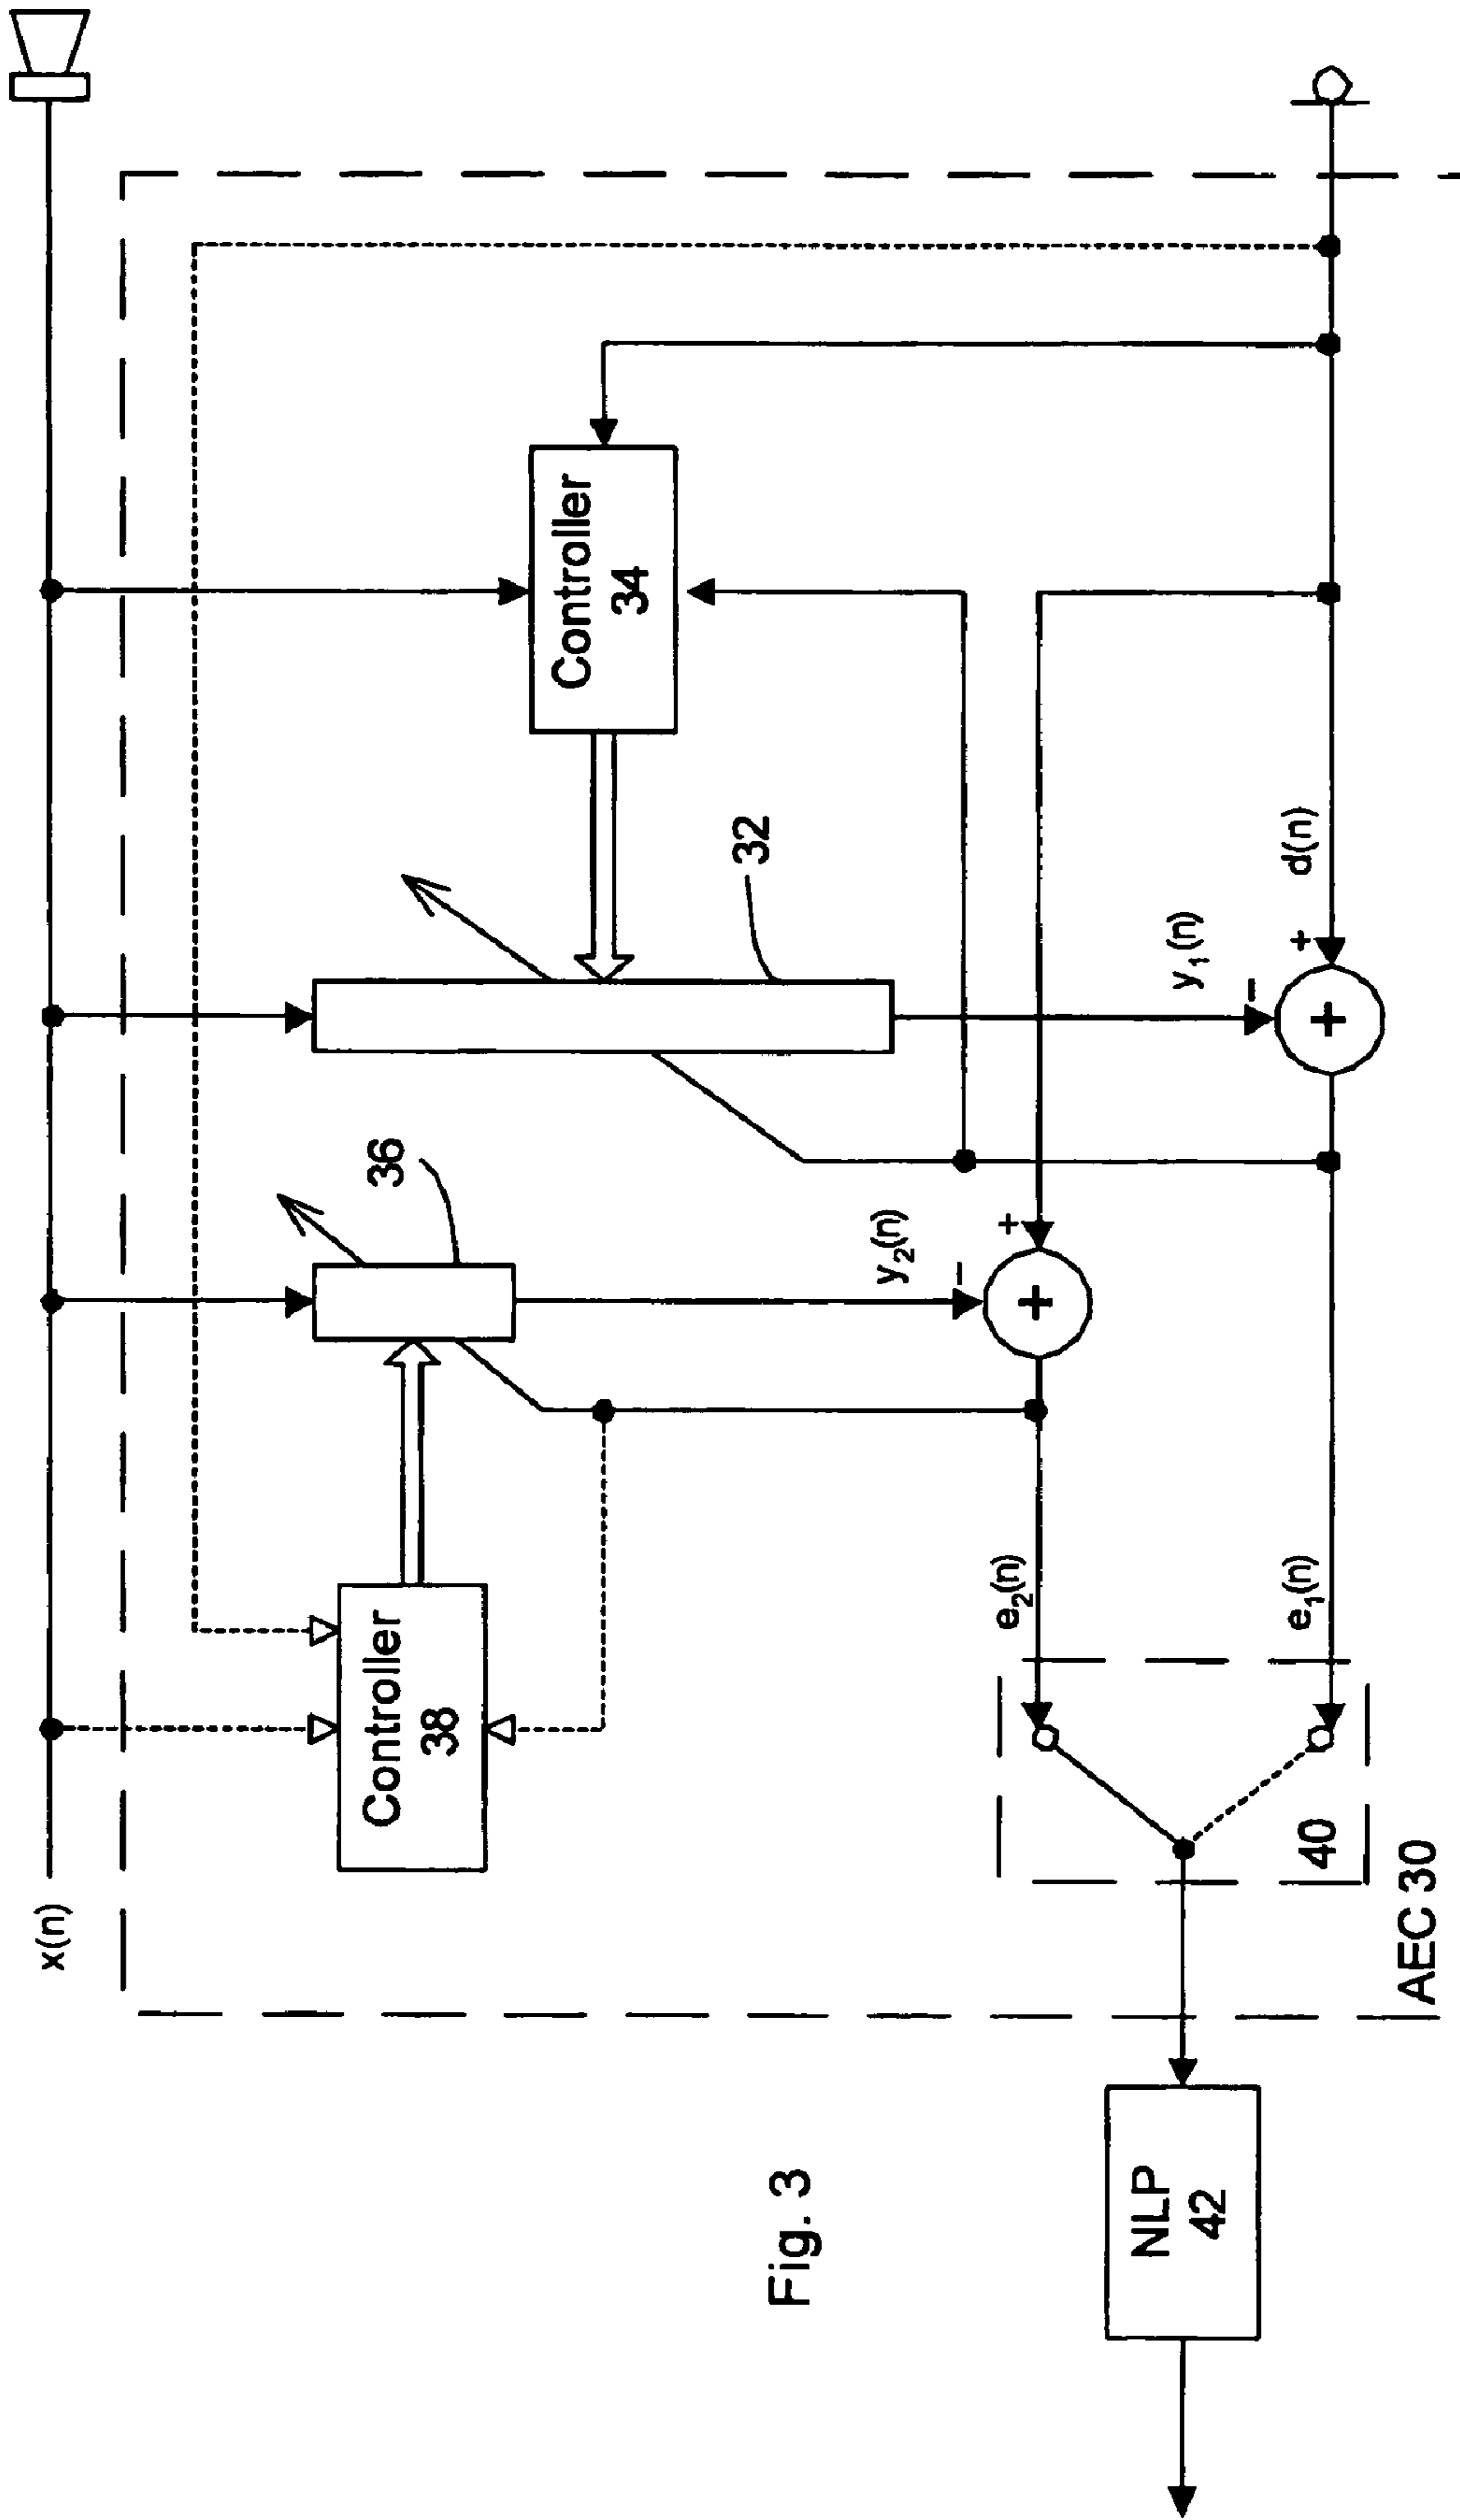 x(n)
Controller
38
36
Controller
34
32
y₂(n)
−
+
+
y₁(n)
−
+
+
d(n)
e₂(n)
e₁(n)
40
AEC 30
NLP
42
Fig. 3